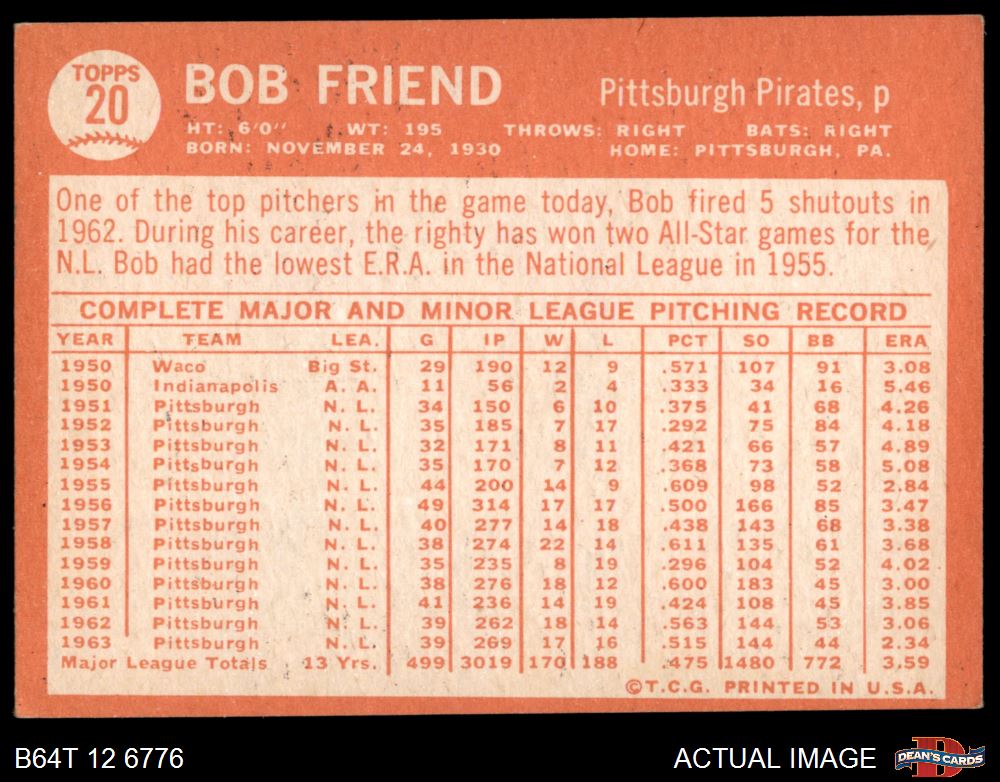 TOPPS
20
BOB FRIEND
Pittsburgh Pirates, p
HT: 6'0" WT: 195 THROWS: RIGHT BATS: RIGHT
BORN: NOVEMBER 24, 1930 HOME: PITTSBURGH, PA.
One of the top pitchers in the game today, Bob fired 5 shutouts in
1962. During his career, the righty has won two All-Star games for the
N.L. Bob had the lowest E.R.A. in the National League in 1955.
COMPLETE MAJOR AND MINOR LEAGUE PITCHING RECORD
YEAR TEAM LEA. G IP W L PCT SO BB ERA
1950 Waco Big St. 29 190 12 9 .571 107 91 3.08
1950 Indianapolis A. A. 11 56 2 4 .333 34 16 5.46
1951 Pittsburgh N. L. 34 150 6 10 .375 41 68 4.26
1952 Pittsburgh N. L. 35 185 7 17 .292 75 84 4.18
1953 Pittsburgh N. L. 32 171 8 11 .421 66 57 4.89
1954 Pittsburgh N. L. 35 170 7 12 .368 73 58 5.08
1955 Pittsburgh N. L. 44 200 14 9 .609 98 52 2.84
1956 Pittsburgh N. L. 49 314 17 17 .500 166 85 3.47
1957 Pittsburgh N. L. 40 277 14 18 .438 143 68 3.38
1958 Pittsburgh N. L. 38 274 22 14 .611 135 61 3.68
1959 Pittsburgh N. L. 35 235 8 19 .296 104 52 4.02
1960 Pittsburgh N. L. 38 276 18 12 .600 183 45 3.00
1961 Pittsburgh N. L. 41 236 14 19 .424 108 45 3.85
1962 Pittsburgh N. L. 39 262 18 14 .563 144 53 3.06
1963 Pittsburgh N. L. 39 269 17 16 .515 144 44 2.34
Major League Totals 13 Yrs. 499 3019 170 188 .475 1480 772 3.59
©T.C.G. PRINTED IN U.S.A.
B64T 12 6776
ACTUAL IMAGE
D
DEAN'S CARDS